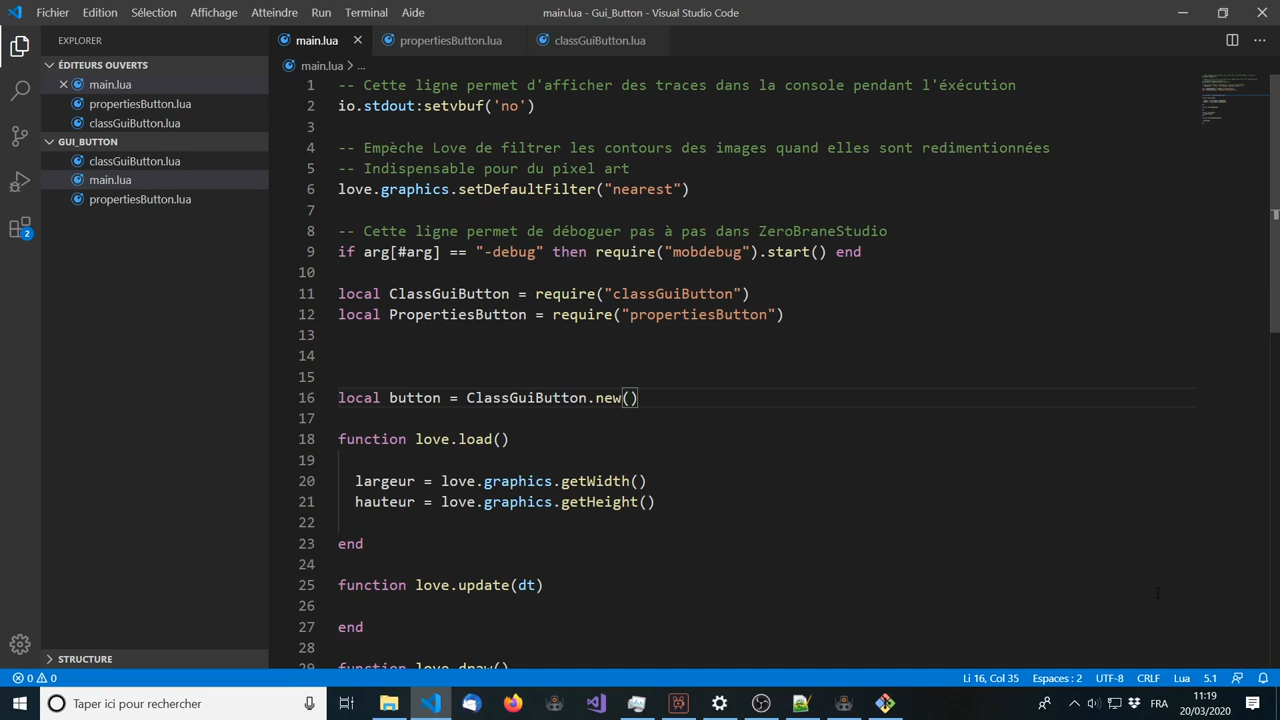 Fichier Edition Sélection Affichage Atteindre Run Terminal Aide main.lua - Gui_Button - Visual Studio Code
EXPLORER
ÉDITEURS OUVERTS
main.lua
propertiesButton.lua
classGuiButton.lua
GUI_BUTTON
classGuiButton.lua
main.lua
propertiesButton.lua
STRUCTURE
2
main.lua propertiesButton.lua classGuiButton.lua
main.lua > ...
1 -- Cette ligne permet d'afficher des traces dans la console pendant l'éxécution
2 io.stdout:setvbuf('no')
3
4 -- Empèche Love de filtrer les contours des images quand elles sont redimentionnées
5 -- Indispensable pour du pixel art
6 love.graphics.setDefaultFilter("nearest")
7
8 -- Cette ligne permet de déboguer pas à pas dans ZeroBraneStudio
9 if arg[#arg] == "-debug" then require("mobdebug").start() end
10
11 local ClassGuiButton = require("classGuiButton")
12 local PropertiesButton = require("propertiesButton")
13
14
15
16 local button = ClassGuiButton.new()
17
18 function love.load()
19
20 largeur = love.graphics.getWidth()
21 hauteur = love.graphics.getHeight()
22
23 end
24
25 function love.update(dt)
26
27 end
28
29 function love.draw()
0 0 Li 16, Col 35 Espaces : 2 UTF-8 CRLF Lua 5.1
Taper ici pour rechercher FRA 11:19
20/03/2020